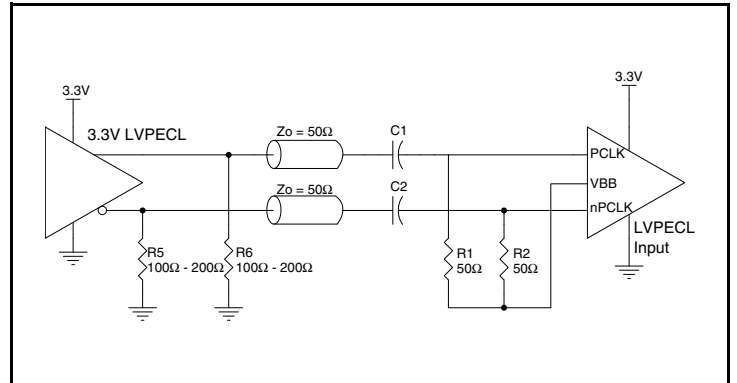 3.3V
3.3V
3.3V LVPECL
Zo = 50Ω
C1
PCLK
VBB
Zo = 50Ω
C2
nPCLK
LVPECL
Input
R5
100Ω - 200Ω
R6
100Ω - 200Ω
R1
50Ω
R2
50Ω